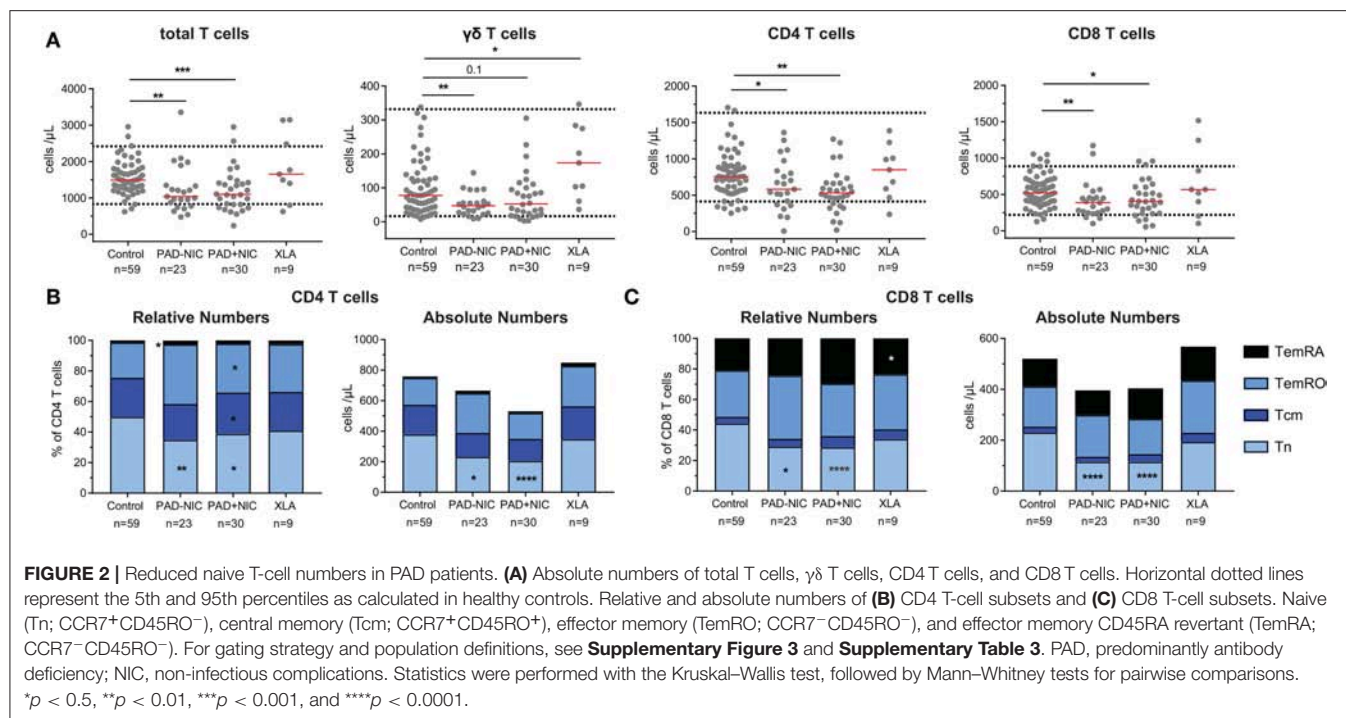 A
total T cells
γδ T cells
CD4 T cells
CD8 T cells
cells /µL
4000
3000
2000
1000
0
***
**
Control
n=59
PAD-NIC
n=23
PAD+NIC
n=30
XLA
n=9
cells /µL
400
300
200
100
0
*
0.1
**
Control
n=59
PAD-NIC
n=23
PAD+NIC
n=30
XLA
n=9
cells /µL
2000
1500
1000
500
0
**
*
Control
n=59
PAD-NIC
n=23
PAD+NIC
n=30
XLA
n=9
cells /µL
2000
1500
1000
500
0
*
**
Control
n=59
PAD-NIC
n=23
PAD+NIC
n=30
XLA
n=9
B
CD4 T cells
Relative Numbers
Absolute Numbers
% of CD4 T cells
100
80
60
40
20
0
*
**
*
*
*
Control
n=59
PAD-NIC
n=23
PAD+NIC
n=30
XLA
n=9
cells/µL
1000
800
600
400
200
0
*
****
Control
n=59
PAD-NIC
n=23
PAD+NIC
n=30
XLA
n=9
C
CD8 T cells
Relative Numbers
Absolute Numbers
% of CD8 T cells
100
80
60
40
20
0
*
****
*
Control
n=59
PAD-NIC
n=23
PAD+NIC
n=30
XLA
n=9
cells/µL
600
400
200
0
****
****
Control
n=59
PAD-NIC
n=23
PAD+NIC
n=30
XLA
n=9
TemRA
TemRO
Tcm
Tn
FIGURE 2 | Reduced naive T-cell numbers in PAD patients. (A) Absolute numbers of total T cells, γδ T cells, CD4 T cells, and CD8 T cells. Horizontal dotted lines
represent the 5th and 95th percentiles as calculated in healthy controls. Relative and absolute numbers of (B) CD4 T-cell subsets and (C) CD8 T-cell subsets. Naive
(Tn; CCR7⁺CD45RO⁻), central memory (Tcm; CCR7⁺CD45RO⁺), effector memory (TemRO; CCR7⁻CD45RO⁻), and effector memory CD45RA revertant (TemRA;
CCR7⁻CD45RO⁻). For gating strategy and population definitions, see Supplementary Figure 3 and Supplementary Table 3. PAD, predominantly antibody
deficiency; NIC, non-infectious complications. Statistics were performed with the Kruskal–Wallis test, followed by Mann–Whitney tests for pairwise comparisons.
*p < 0.5, **p < 0.01, ***p < 0.001, and ****p < 0.0001.